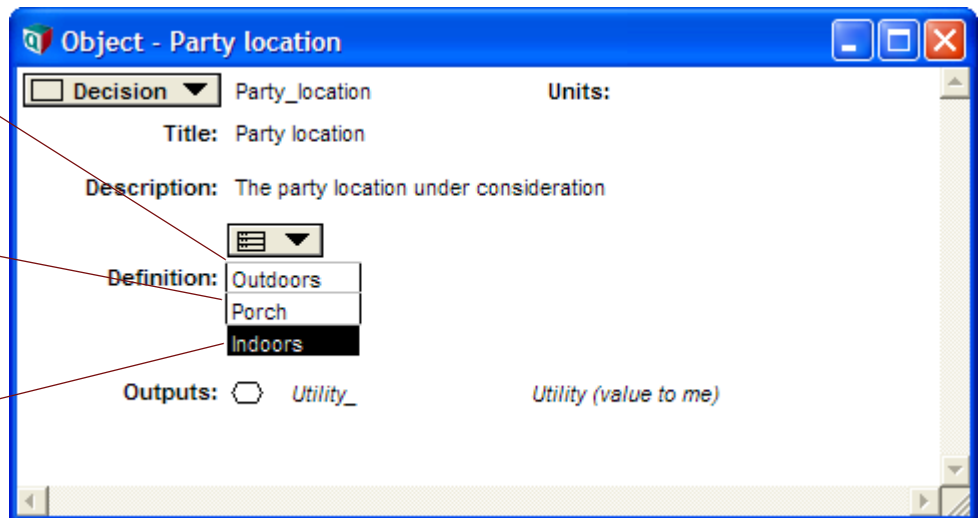 Object - Party location
Decision Party_location Units:
Title: Party location
Description: The party location under consideration
Definition: Outdoors
Porch
Indoors
Outputs: Utility_ Utility (value to me)